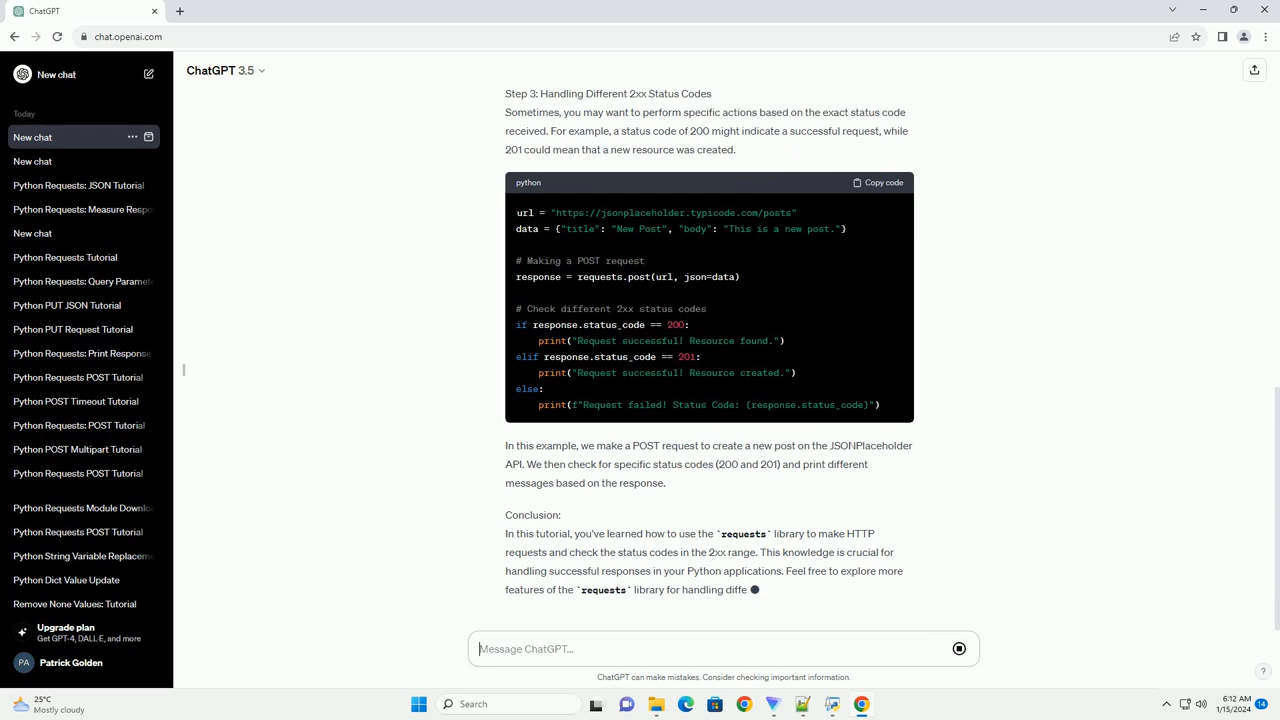 ChatGPT
chat.openai.com
New chat
Today
New chat
New chat
Python Requests: JSON Tutorial
Python Requests: Measure Respo
New chat
Python Requests Tutorial
Python Requests: Query Paramet
Python PUT JSON Tutorial
Python PUT Request Tutorial
Python Requests: Print Response
Python Requests POST Tutorial
Python POST Timeout Tutorial
Python Requests: POST Tutorial
Python POST Multipart Tutorial
Python Requests POST Tutorial
Python Requests Module Downlo
Python Requests POST Tutorial
Python String Variable Replaceme
Python Dict Value Update
Remove None Values: Tutorial
Upgrade plan
Get GPT-4, DALL·E, and more
PA
Patrick Golden
ChatGPT 3.5
Step 3: Handling Different 2xx Status Codes
Sometimes, you may want to perform specific actions based on the exact status code
received. For example, a status code of 200 might indicate a successful request, while
201 could mean that a new resource was created.
python
Copy code
url = "https://jsonplaceholder.typicode.com/posts"
data = {"title": "New Post", "body": "This is a new post."}
# Making a POST request
response = requests.post(url, json=data)
# Check different 2xx status codes
if response.status_code == 200:
print("Request successful! Resource found.")
elif response.status_code == 201:
print("Request successful! Resource created.")
else:
print(f"Request failed! Status Code: {response.status_code}")
In this example, we make a POST request to create a new post on the JSONPlaceholder
API. We then check for specific status codes (200 and 201) and print different
messages based on the response.
Conclusion:
In this tutorial, you've learned how to use the `requests` library to make HTTP
requests and check the status codes in the 2xx range. This knowledge is crucial for
handling successful responses in your Python applications. Feel free to explore more
features of the `requests` library for handling diffe
Message ChatGPT...
ChatGPT can make mistakes. Consider checking important information.
?
25°C
Mostly cloudy
Search
6:12 AM
1/15/2024
14